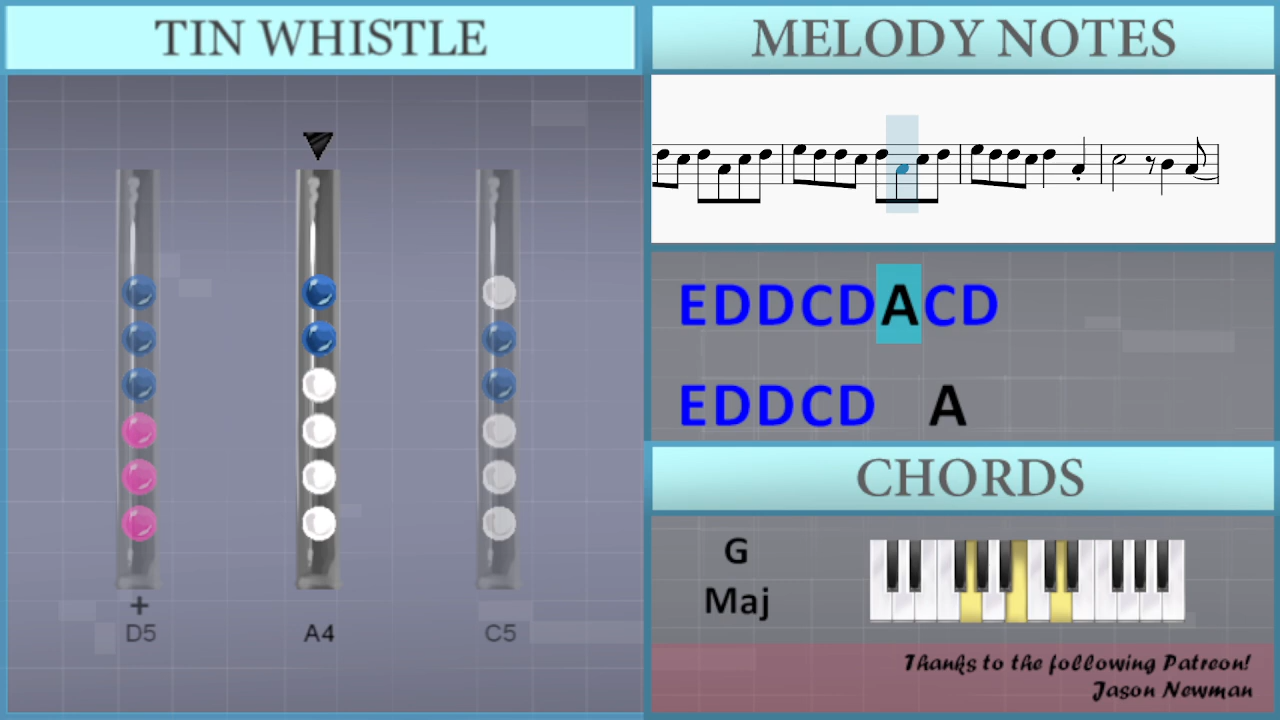 TIN WHISTLE
+
D5
A4
C5
MELODY NOTES
EDDCDACD
EDDCD A
CHORDS
G
Maj
Thanks to the following Patreon!
Jason Newman